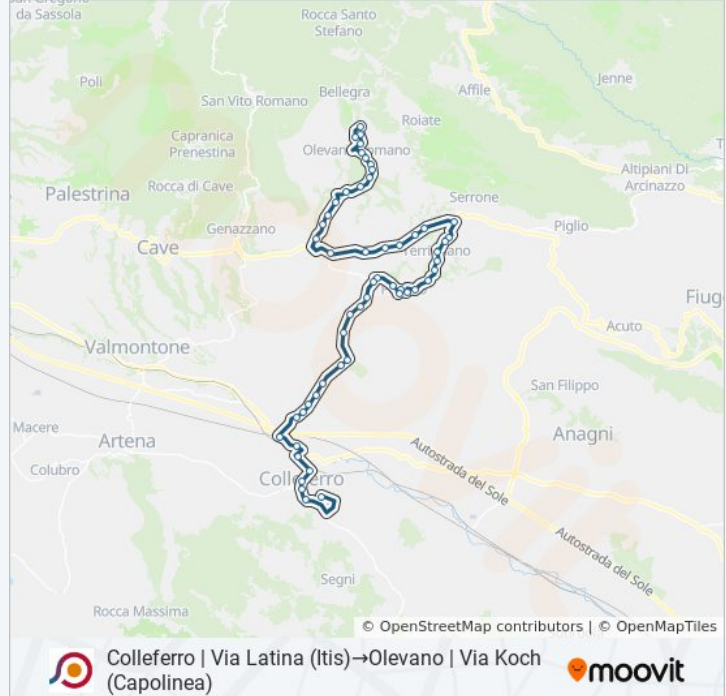 da Sassola
Rocca Santo
Stefano
Poli
Bellegra
Jenne
San Vito Romano
Affile
Roiate
Capranica
Prenestina
Olevano Romano
Altipiani Di
Arcinazzo
Rocca di Cave
Palestrina
Serrone
Genazzano
Piglio
Cave
Fiug
Acuto
Valmontone
San Filippo
Macere
Artena
Anagni
Colubro
Autostrada del Sole
Colleferro
Autostrada del Sole
Segni
Rocca Massima
© OpenStreetMap contributors | © OpenMapTiles
Colleferro | Via Latina (Itis)→Olevano | Via Koch
(Capolinea)
moovit